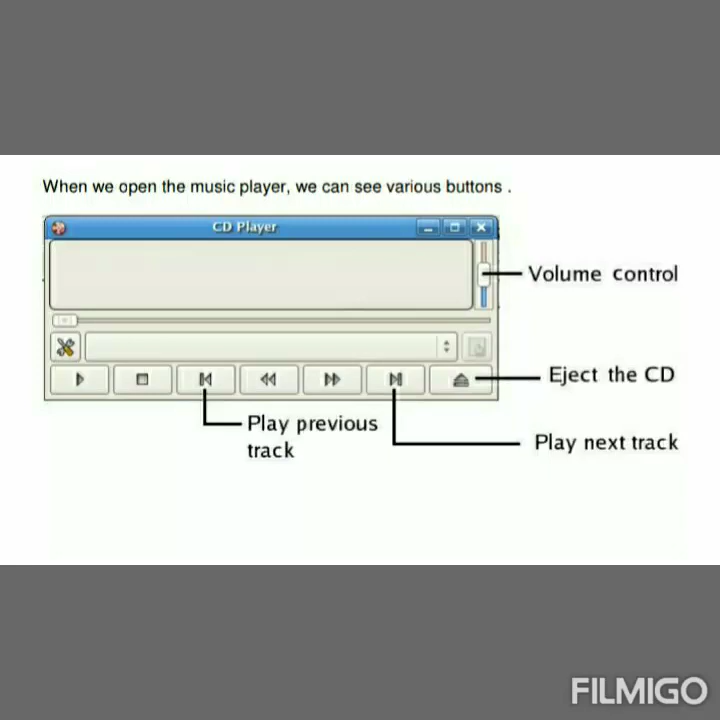 When we open the music player, we can see various buttons .
CD Player
Volume control
Eject the CD
Play previous
track
Play next track
FILMIGO